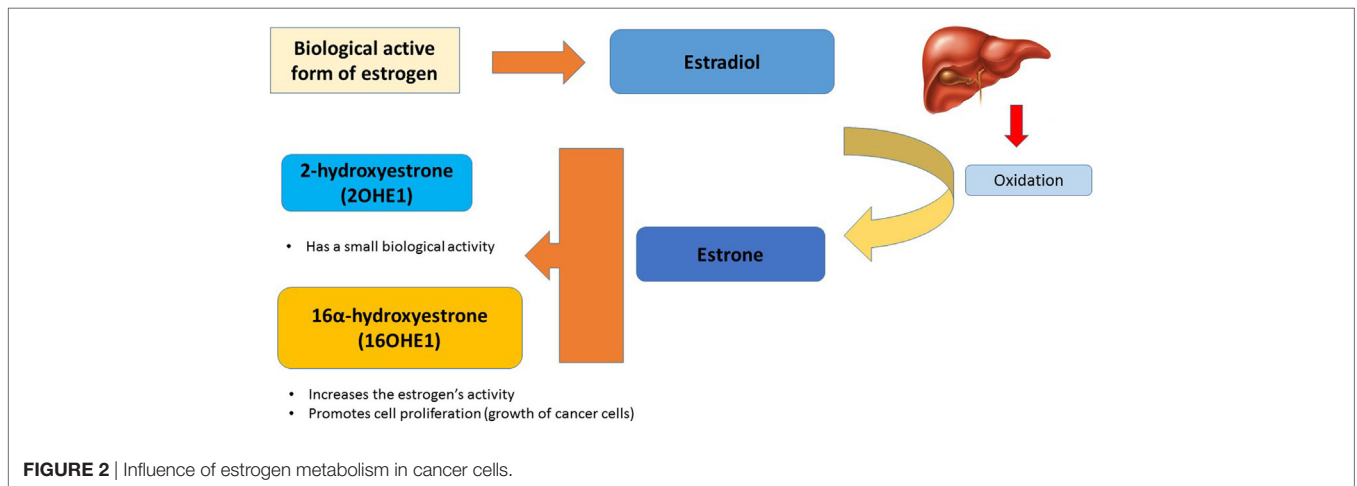 Biological active
form of estrogen
Estradiol
Oxidation
2-hydroxyestrone
(2OHE1)
• Has a small biological activity
Estrone
16α-hydroxyestrone
(16OHE1)
• Increases the estrogen's activity
• Promotes cell proliferation (growth of cancer cells)
FIGURE 2 | Influence of estrogen metabolism in cancer cells.